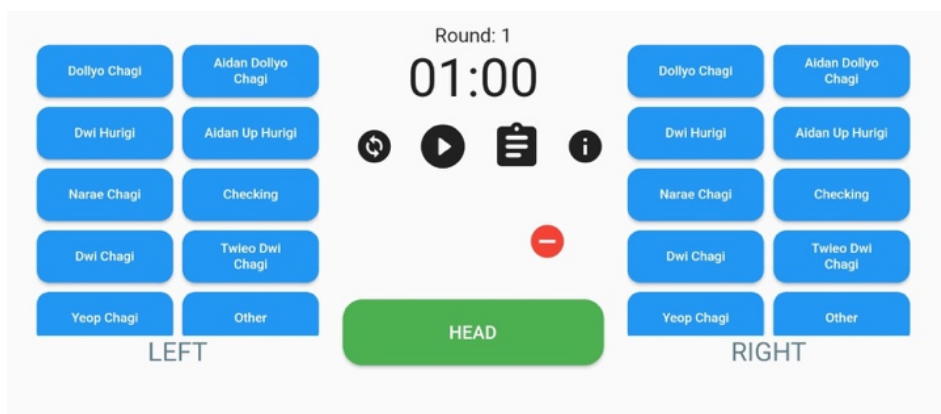 Round: 1
01:00
Dollyo Chagi
Aidan Dollyo
Chagi
Dwi Hurigi
Aidan Up Hurigi
Narae Chagi
Checking
Dwi Chagi
Twieo Dwi
Chagi
Yeop Chagi
Other
LEFT
HEAD
Dollyo Chagi
Aidan Dollyo
Chagi
Dwi Hurigi
Aidan Up Hurigi
Narae Chagi
Checking
Dwi Chagi
Twieo Dwi
Chagi
Yeop Chagi
Other
RIGHT